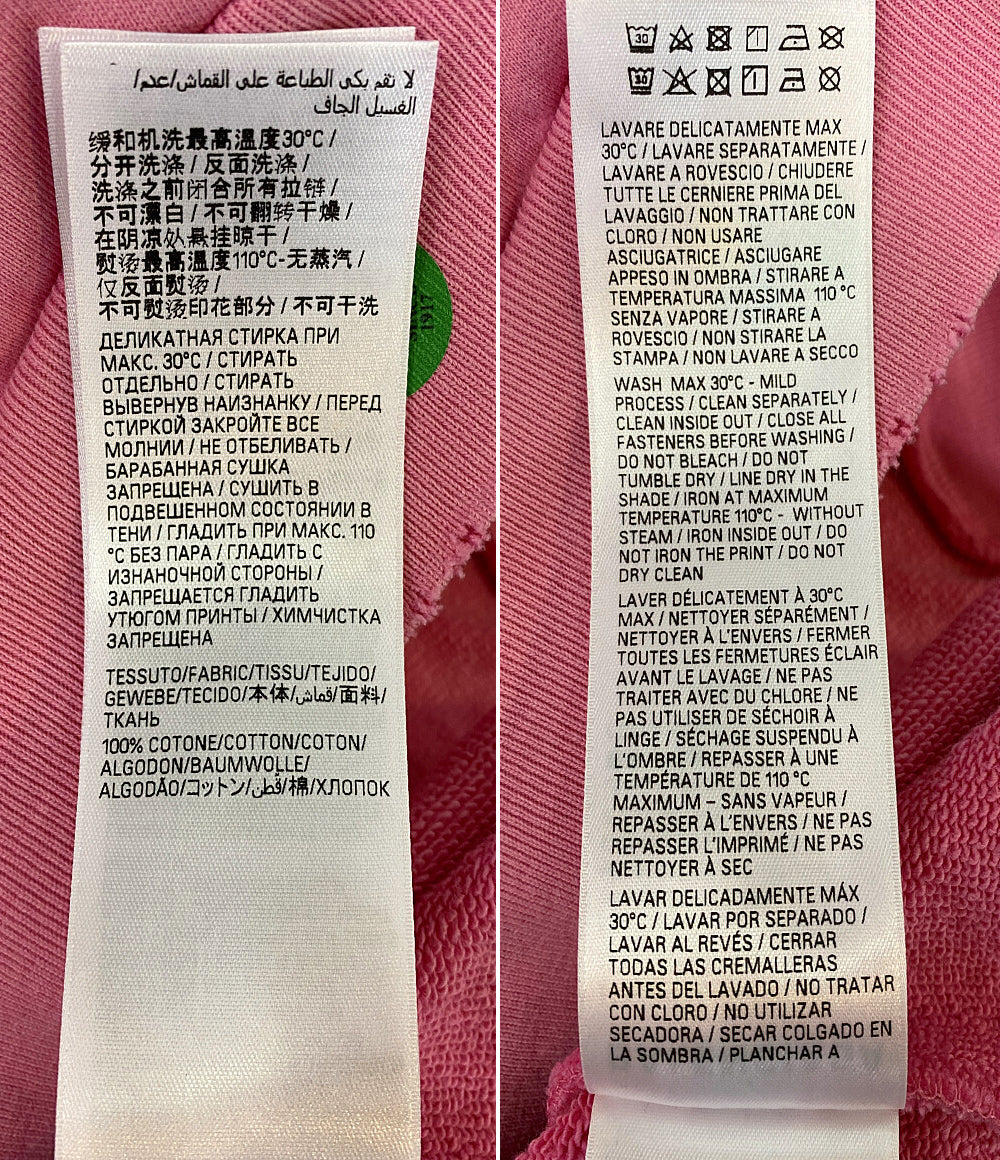 لا تقم بكي الطباعة على القماش/عدم/
الغسيل الجاف
缓和机洗最高温度30°C /
分开洗涤 / 反面洗涤 /
洗涤之前闭合所有拉链 /
不可漂白 / 不可翻转干燥 /
在阴凉处悬挂晾干 /
熨烫最高温度110°C-无蒸汽 /
仅反面熨烫 /
不可熨烫印花部分 / 不可干洗
ДЕЛИКАТНАЯ СТИРКА ПРИ
МАКС. 30°C / СТИРАТЬ
ОТДЕЛЬНО / СТИРАТЬ
ВЫВЕРНУВ НАИЗНАНКУ / ПЕРЕД
СТИРКОЙ ЗАКРОЙТЕ ВСЕ
МОЛНИИ / НЕ ОТБЕЛИВАТЬ /
БАРАБАННАЯ СУШКА
ЗАПРЕЩЕНА / СУШИТЬ В
ПОДВЕШЕННОМ СОСТОЯНИИ В
ТЕНИ / ГЛАДИТЬ ПРИ МАКС. 110
°C БЕЗ ПАРА / ГЛАДИТЬ С
ИЗНАНОЧНОЙ СТОРОНЫ /
ЗАПРЕЩАЕТСЯ ГЛАДИТЬ
УТЮГОМ ПРИНТЫ / ХИМЧИСТКА
ЗАПРЕЩЕНА
TESSUTO/FABRIC/TISSU/TEJIDO/
GEWEBE/TECIDO/本体/قماش/面料/
ТКАНЬ
100% COTONE/COTTON/COTON/
ALGODON/BAUMWOLLE/
ALGODÃO/コットン/قطن/棉/ХЛОПОК
1917
30
30
LAVARE DELICATAMENTE MAX
30°C / LAVARE SEPARATAMENTE /
LAVARE A ROVESCIO / CHIUDERE
TUTTE LE CERNIERE PRIMA DEL
LAVAGGIO / NON TRATTARE CON
CLORO / NON USARE
ASCIUGATRICE / ASCIUGARE
APPESO IN OMBRA / STIRARE A
TEMPERATURA MASSIMA 110 °C
SENZA VAPORE / STIRARE A
ROVESCIO / NON STIRARE LA
STAMPA / NON LAVARE A SECCO
WASH MAX 30°C - MILD
PROCESS / CLEAN SEPARATELY /
CLEAN INSIDE OUT / CLOSE ALL
FASTENERS BEFORE WASHING /
DO NOT BLEACH / DO NOT
TUMBLE DRY / LINE DRY IN THE
SHADE / IRON AT MAXIMUM
TEMPERATURE 110°C - WITHOUT
STEAM / IRON INSIDE OUT / DO
NOT IRON THE PRINT / DO NOT
DRY CLEAN
LAVER DÉLICATEMENT À 30°C
MAX / NETTOYER SÉPARÉMENT /
NETTOYER À L'ENVERS / FERMER
TOUTES LES FERMETURES ÉCLAIR
AVANT LE LAVAGE / NE PAS
TRAITER AVEC DU CHLORE / NE
PAS UTILISER DE SÉCHOIR À
LINGE / SÉCHAGE SUSPENDU À
L'OMBRE / REPASSER À UNE
TEMPÉRATURE DE 110 °C
MAXIMUM – SANS VAPEUR /
REPASSER À L'ENVERS / NE PAS
REPASSER L'IMPRIMÉ / NE PAS
NETTOYER À SEC
LAVAR DELICADAMENTE MÁX
30°C / LAVAR POR SEPARADO /
LAVAR AL REVÉS / CERRAR
TODAS LAS CREMALLERAS
ANTES DEL LAVADO / NO TRATAR
CON CLORO / NO UTILIZAR
SECADORA / SECAR COLGADO EN
LA SOMBRA / PLANCHAR A